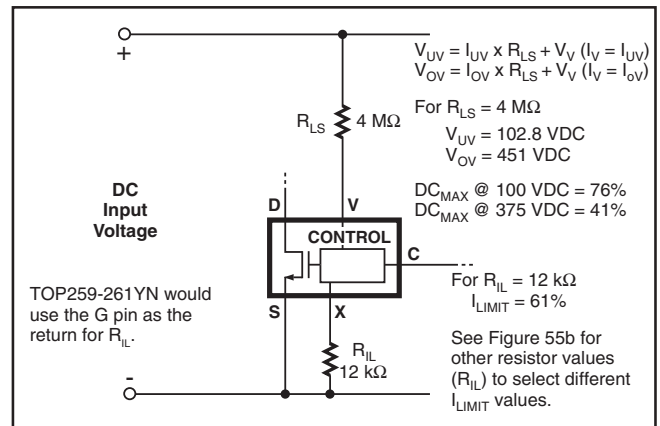 +
V_UV = I_UV x R_LS + V_V (I_V = I_UV)
V_OV = I_OV x R_LS + V_V (I_V = I_oV)
For R_LS = 4 MΩ
V_UV = 102.8 VDC
V_OV = 451 VDC
DC_MAX @ 100 VDC = 76%
DC_MAX @ 375 VDC = 41%
R_LS
4 MΩ
DC
Input
Voltage
D
V
CONTROL
C
S
X
For R_IL = 12 kΩ
I_LIMIT = 61%
TOP259-261YN would
use the G pin as the
return for R_IL.
R_IL
12 kΩ
See Figure 55b for
other resistor values
(R_IL) to select different
I_LIMIT values.
-